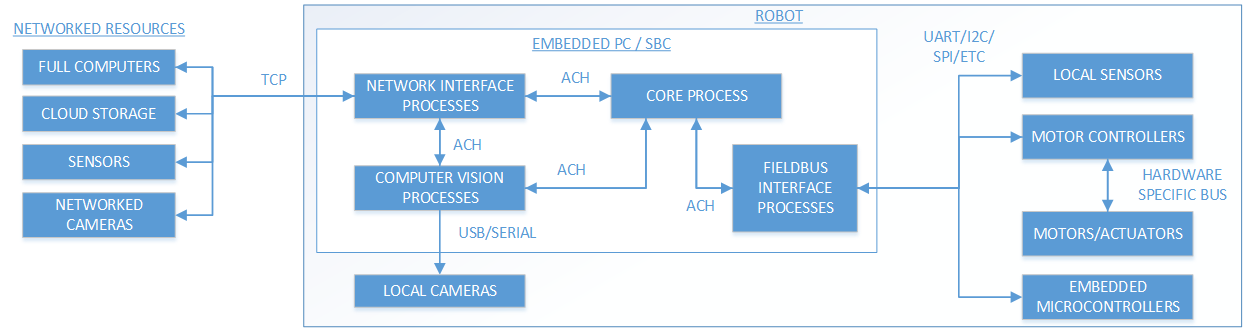 ROBOT
NETWORKED RESOURCES
EMBEDDED PC / SBC
FULL COMPUTERS
CLOUD STORAGE
SENSORS
NETWORKED
CAMERAS
TCP
NETWORK INTERFACE
PROCESSES
ACH
CORE PROCESS
ACH
COMPUTER VISION
PROCESSES
ACH
ACH
FIELDBUS
INTERFACE
PROCESSES
USB/SERIAL
LOCAL CAMERAS
UART/I2C/
SPI/ETC
LOCAL SENSORS
MOTOR CONTROLLERS
HARDWARE
SPECIFIC BUS
MOTORS/ACTUATORS
EMBEDDED
MICROCONTROLLERS